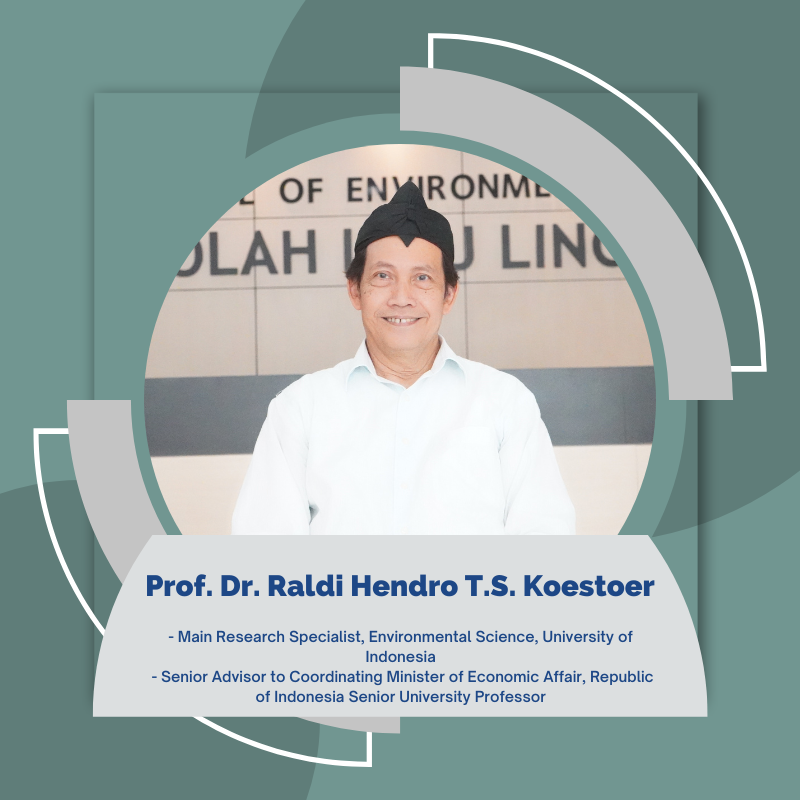 OF ENVIRONME
OLAH I U LING
Prof. Dr. Raldi Hendro T.S. Koestoer
- Main Research Specialist, Environmental Science, University of
Indonesia
- Senior Advisor to Coordinating Minister of Economic Affair, Republic
of Indonesia Senior University Professor